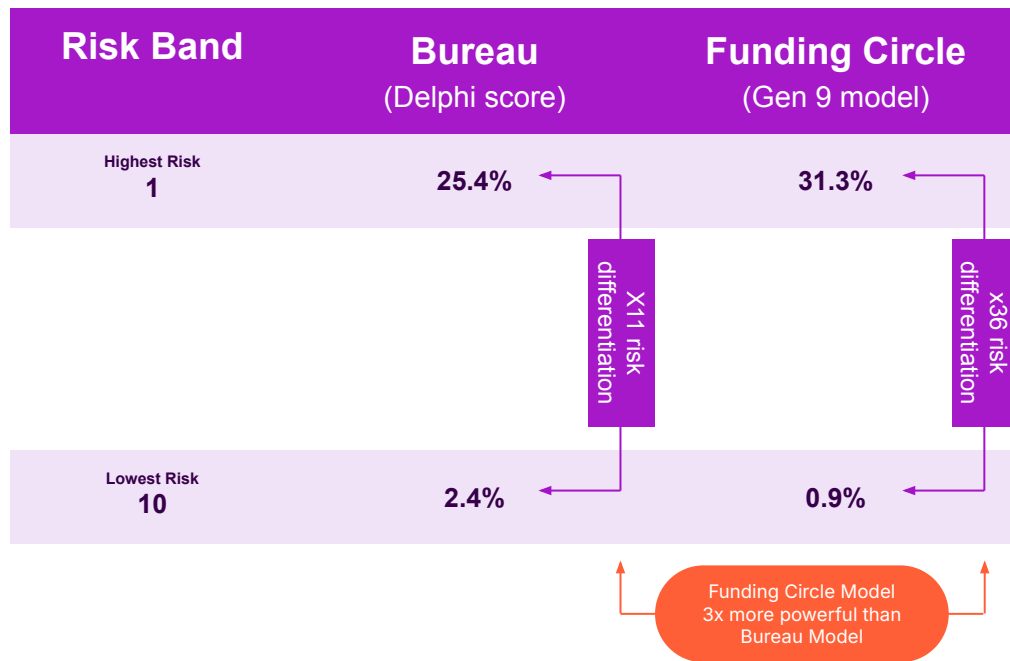 Risk Band
Bureau
(Delphi score)
Funding Circle
(Gen 9 model)
Highest Risk
1
25.4%
31.3%
X11 risk
differentiation
x36 risk
differentiation
Lowest Risk
10
2.4%
0.9%
Funding Circle Model
3x more powerful than
Bureau Model